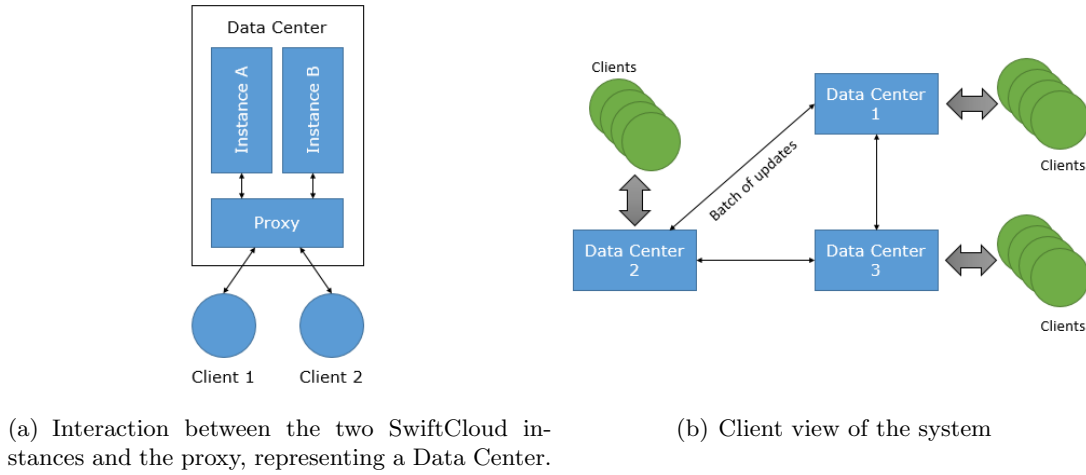 Data Center
Instance A
Instance B
Proxy
Client 1
Client 2
(a) Interaction between the two SwiftCloud in-
stances and the proxy, representing a Data Center.
Clients
Data Center
1
Clients
Batch of updates
Data Center
2
Data Center
3
Clients
(b) Client view of the system